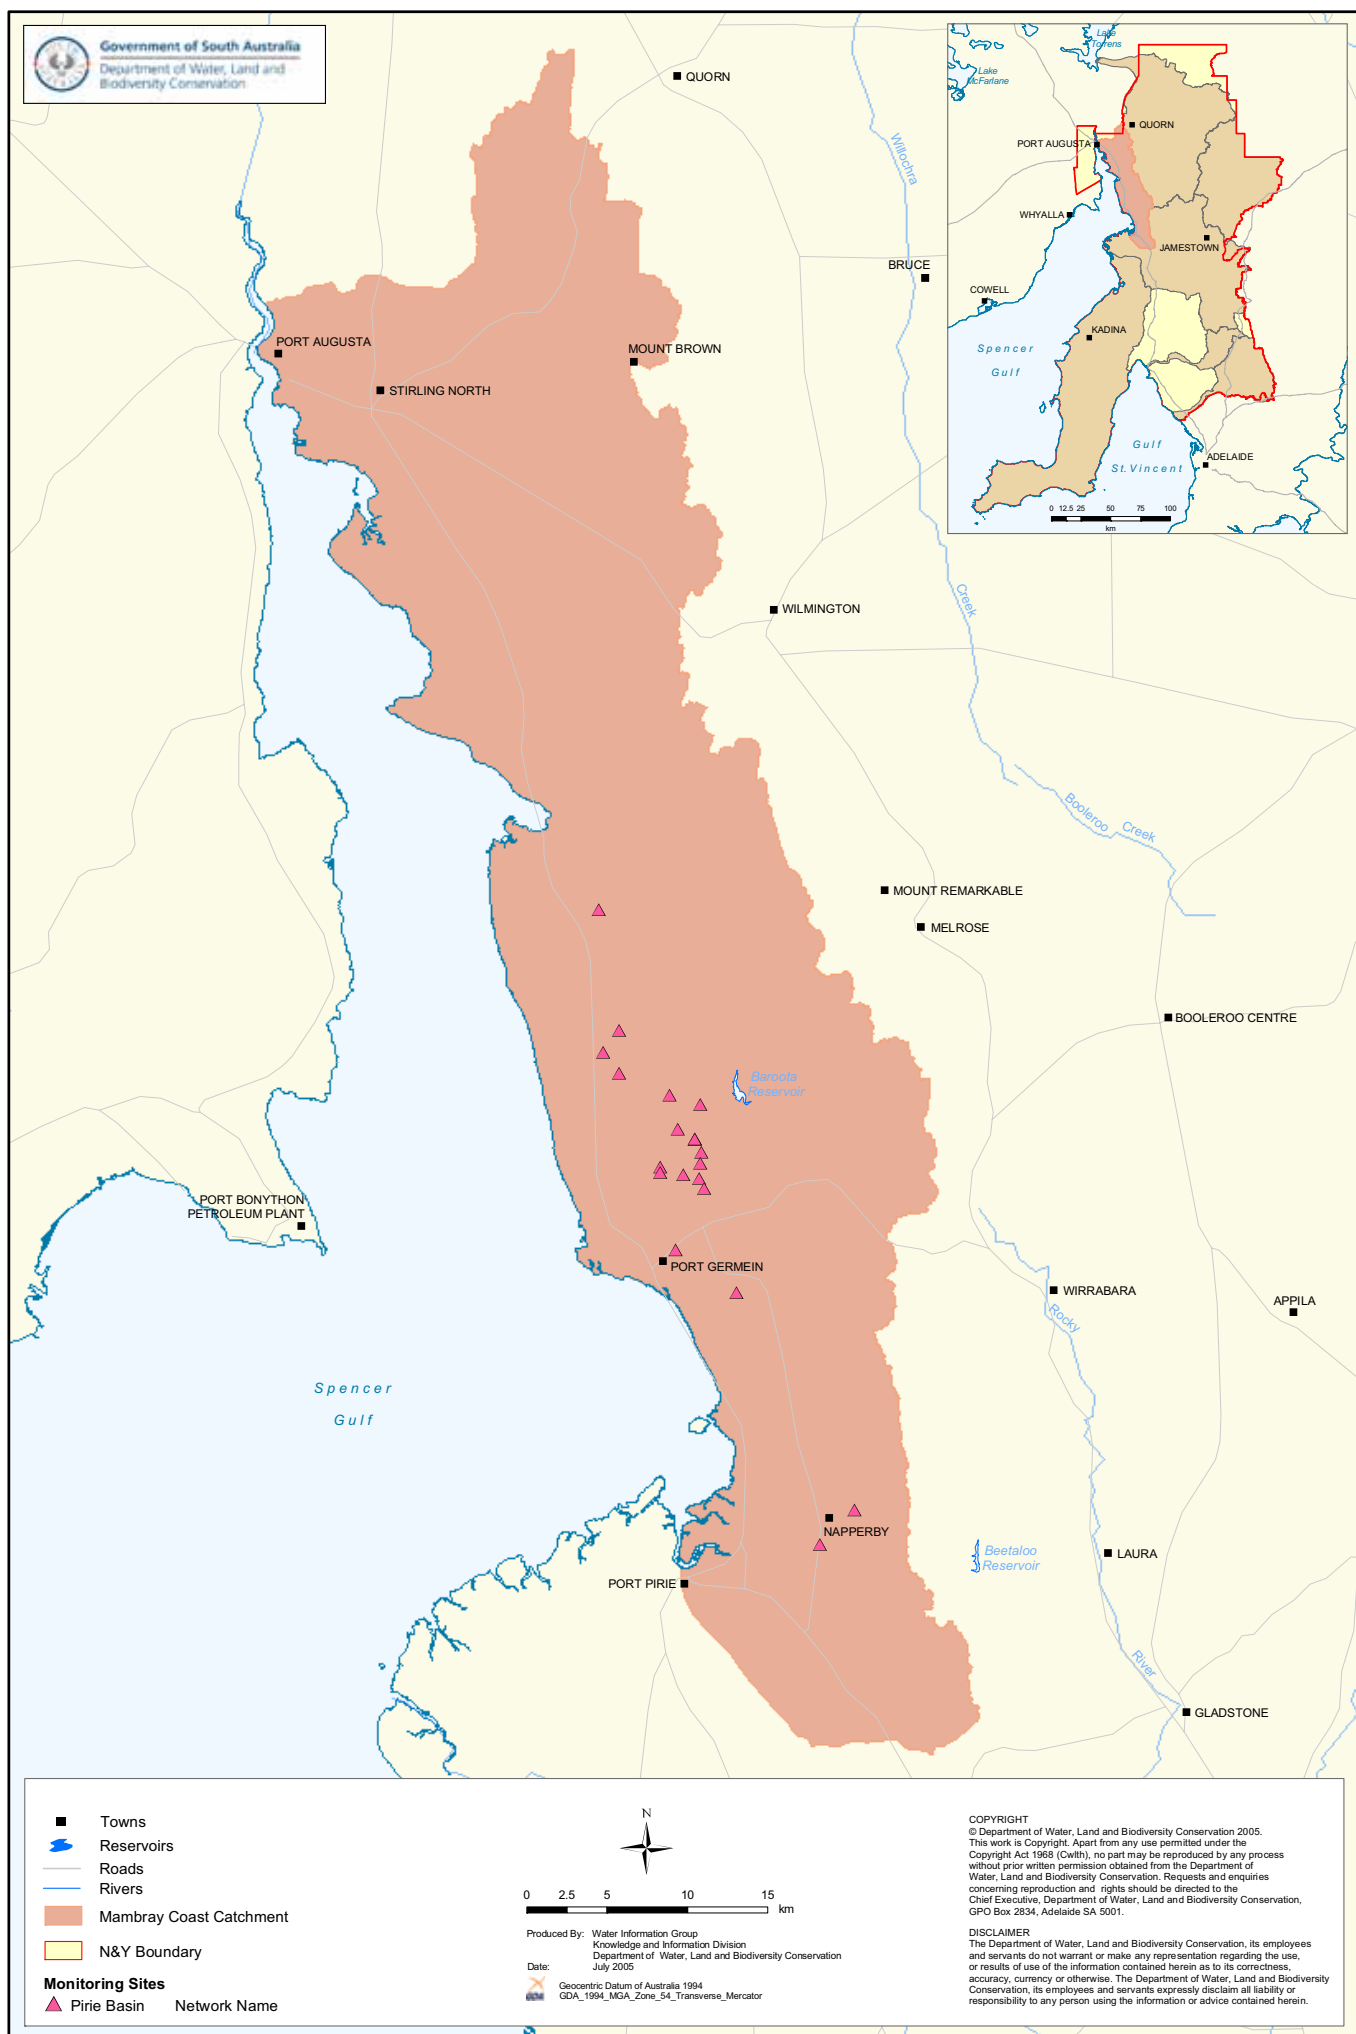 Government of South Australia
Department of Water, Land and
Biodiversity Conservation
QUORN
Willochra
BRUCE
PORT AUGUSTA
MOUNT BROWN
STIRLING NORTH
Creek
WILMINGTON
Booleroo
Creek
MOUNT REMARKABLE
MELROSE
BOOLEROO CENTRE
Baroota
Reservoir
PORT BONYTHON
PETROLEUM PLANT
PORT GERMEIN
WIRRABARA
APPILA
Rocky
Spencer
Gulf
NAPPERBY
Beetaloo
Reservoir
LAURA
PORT PIRIE
River
GLADSTONE
Lake
Torrens
Lake
McFarlane
QUORN
PORT AUGUSTA
WHYALLA
JAMESTOWN
COWELL
KADINA
Spencer
Gulf
Gulf
St. Vincent
ADELAIDE
0 12.5 25 50 75 100
km
Towns
Reservoirs
Roads
Rivers
Mambray Coast Catchment
N&Y Boundary
Monitoring Sites
Pirie Basin Network Name
N
0 2.5 5 10 15
km
Produced By: Water Information Group
Knowledge and Information Division
Department of Water, Land and Biodiversity Conservation
Date: July 2005
Geocentric Datum of Australia 1994
GDA_1994_MGA_Zone_54_Transverse_Mercator
COPYRIGHT
© Department of Water, Land and Biodiversity Conservation 2005.
This work is Copyright. Apart from any use permitted under the
Copyright Act 1968 (Cwlth), no part may be reproduced by any process
without prior written permission obtained from the Department of
Water, Land and Biodiversity Conservation. Requests and enquiries
concerning reproduction and rights should be directed to the
Chief Executive, Department of Water, Land and Biodiversity Conservation,
GPO Box 2834, Adelaide SA 5001.
DISCLAIMER
The Department of Water, Land and Biodiversity Conservation, its employees
and servants do not warrant or make any representation regarding the use,
or results of use of the information contained herein as to its correctness,
accuracy, currency or otherwise. The Department of Water, Land and Biodiversity
Conservation, its employees and servants expressly disclaim all liability or
responsibility to any person using the information or advice contained herein.